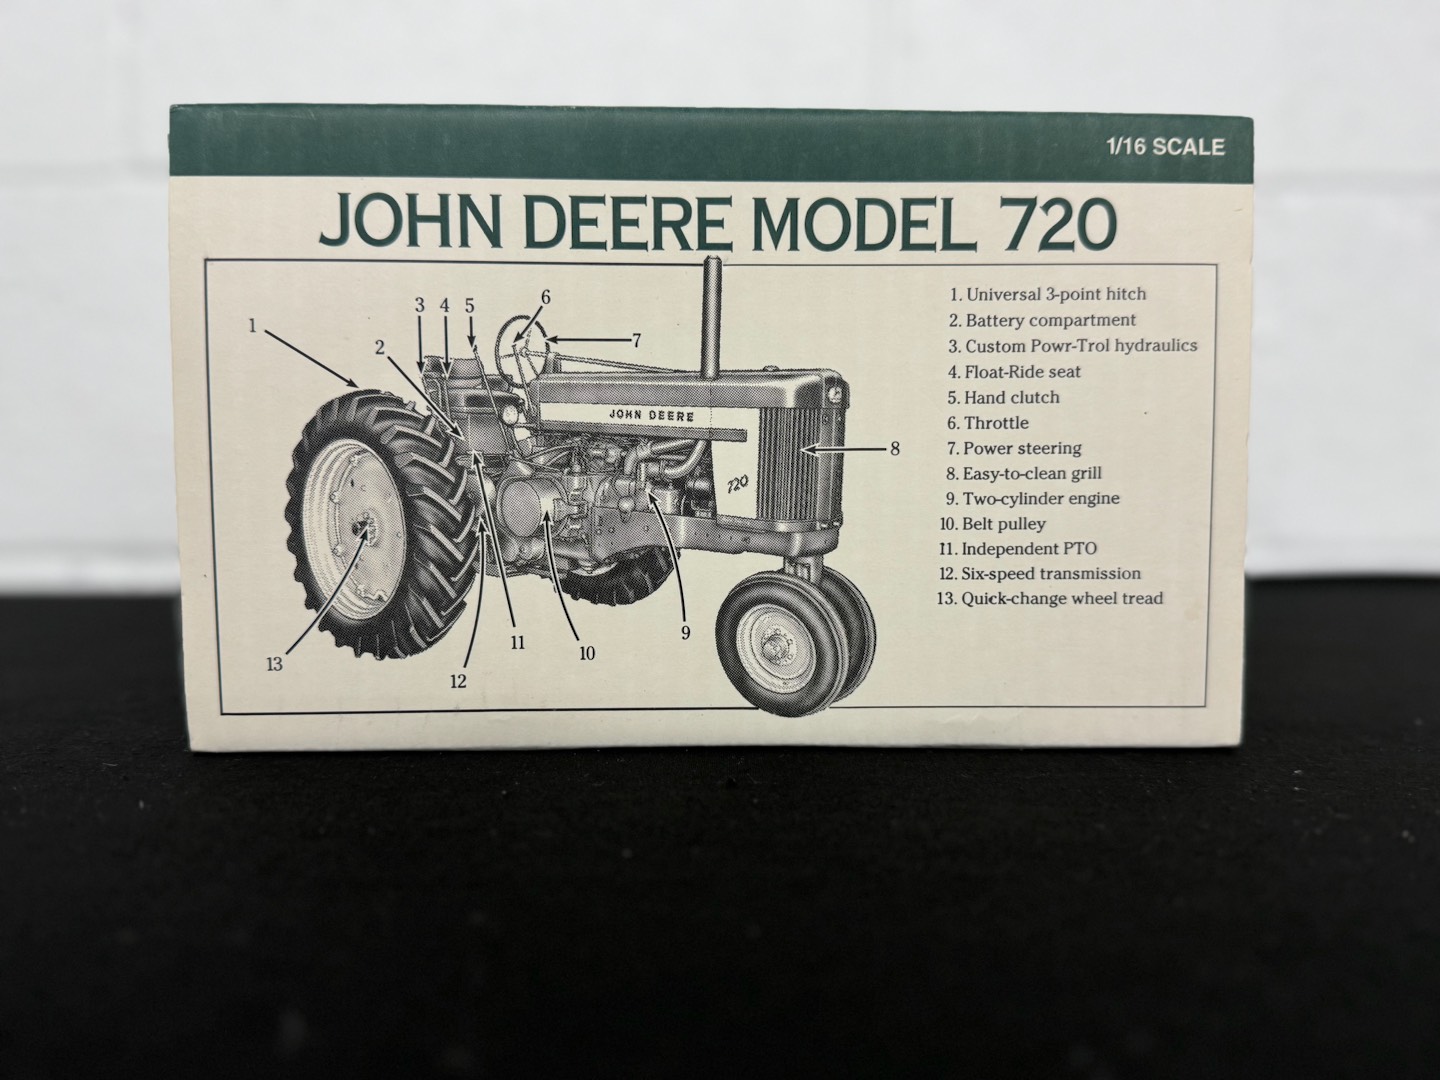 1/16 SCALE
JOHN DEERE MODEL 720
1. Universal 3-point hitch
2. Battery compartment
3. Custom Powr-Trol hydraulics
4. Float-Ride seat
5. Hand clutch
6. Throttle
7. Power steering
8. Easy-to-clean grill
9. Two-cylinder engine
10. Belt pulley
11. Independent PTO
12. Six-speed transmission
13. Quick-change wheel tread
1
2
3 4 5
6
7
JOHN DEERE
8
720
9
10
11
12
13